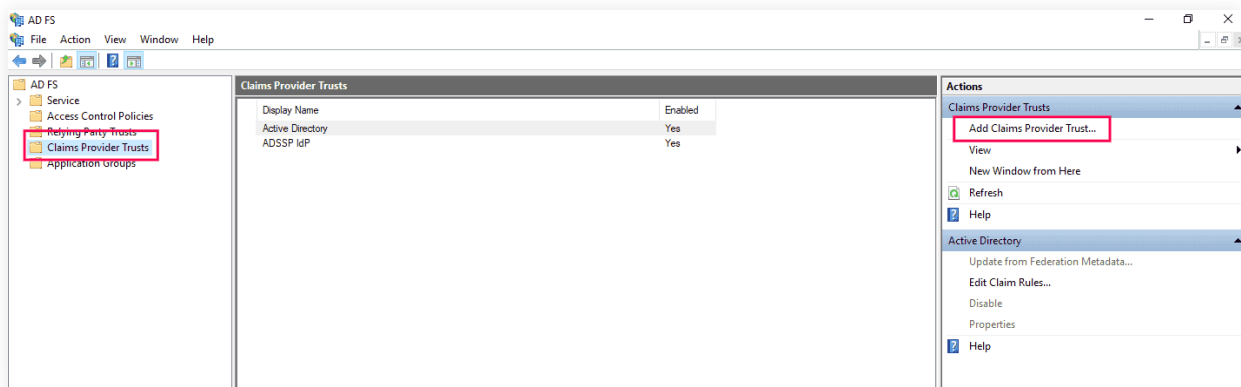 AD FS
File Action View Window Help
AD FS
Service
Access Control Policies
Relying Party Trusts
Claims Provider Trusts
Application Groups
Claims Provider Trusts
Display Name Enabled
Active Directory Yes
ADSSP IdP Yes
Actions
Claims Provider Trusts
Add Claims Provider Trust...
View
New Window from Here
Refresh
Help
Active Directory
Update from Federation Metadata...
Edit Claim Rules...
Disable
Properties
Help